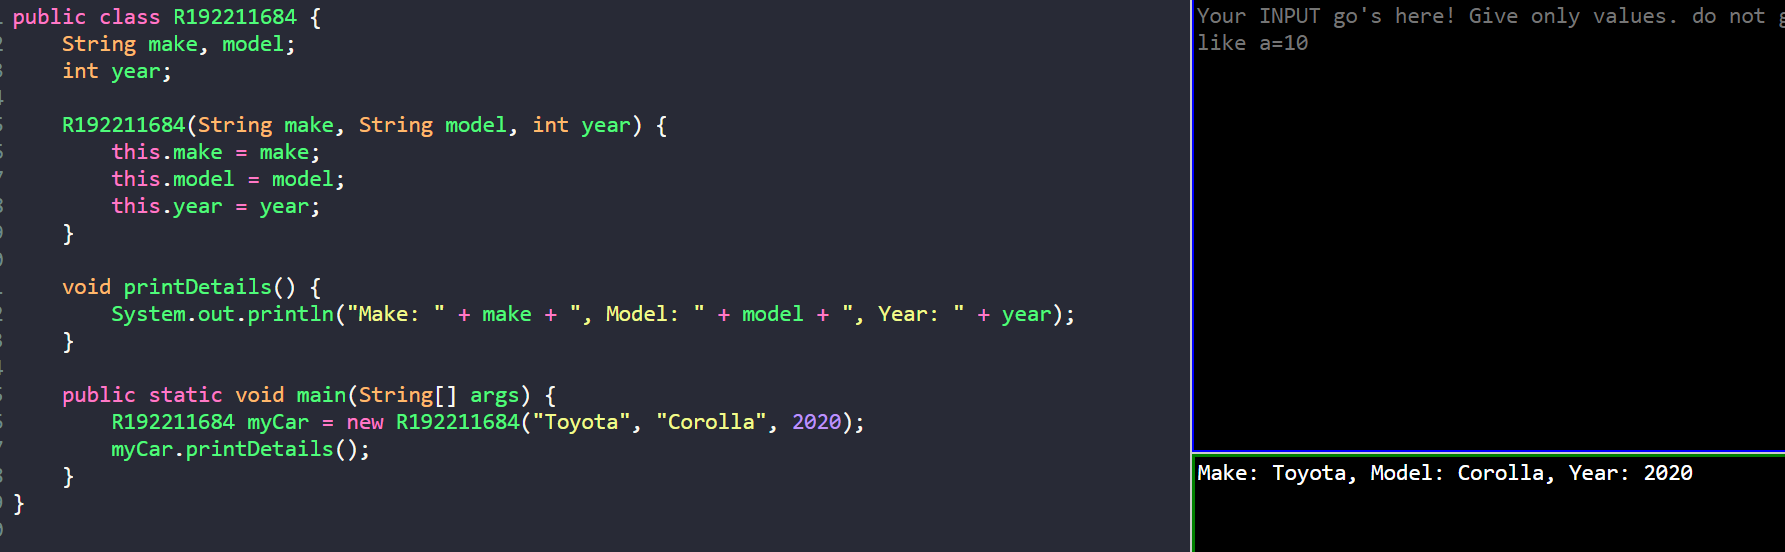 public class R192211684 {
    String make, model;
    int year;

    R192211684(String make, String model, int year) {
        this.make = make;
        this.model = model;
        this.year = year;
    }

    void printDetails() {
        System.out.println("Make: " + make + ", Model: " + model + ", Year: " + year);
    }

    public static void main(String[] args) {
        R192211684 myCar = new R192211684("Toyota", "Corolla", 2020);
        myCar.printDetails();
    }
}
Your INPUT go's here! Give only values. do not
like a=10
Make: Toyota, Model: Corolla, Year: 2020